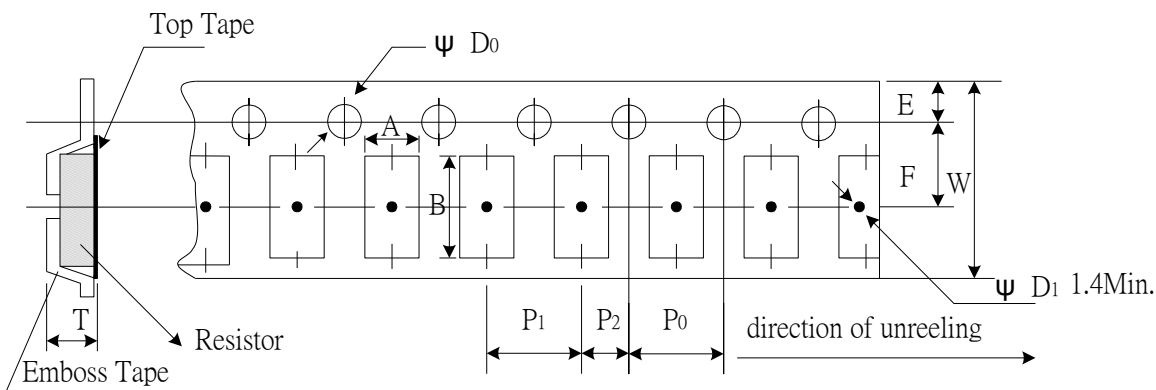 Top Tape
Ψ D0
E
A
F
W
B
Ψ D1 1.4Min.
T
P1
P2
P0
direction of unreeling
Resistor
Emboss Tape